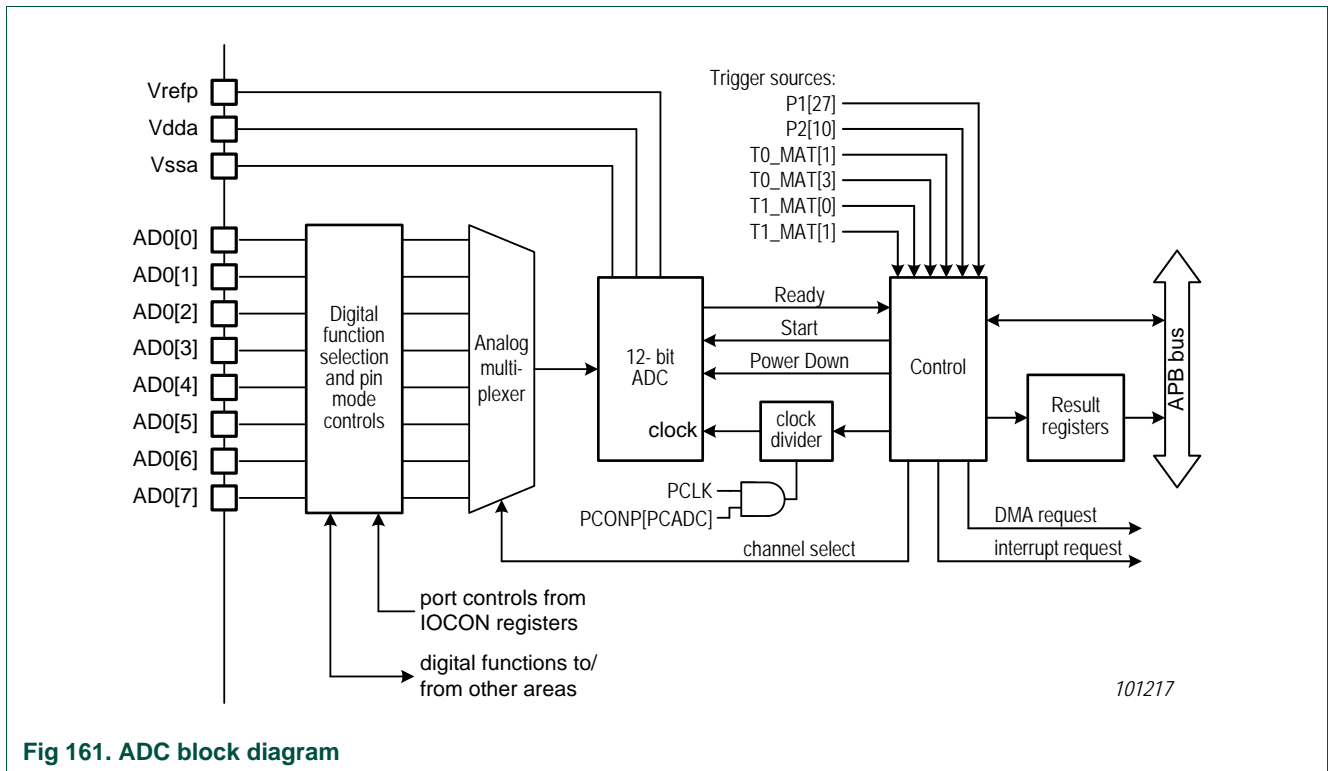 Vrefp
Vdda
Vssa
AD0[0]
AD0[1]
AD0[2]
AD0[3]
AD0[4]
AD0[5]
AD0[6]
AD0[7]
Digital
function
selection
and pin
mode
controls
Analog
multi-
plexer
12- bit
ADC
clock
Trigger sources:
P1[27]
P2[10]
T0_MAT[1]
T0_MAT[3]
T1_MAT[0]
T1_MAT[1]
Ready
Start
Power Down
clock
divider
PCLK
PCONP[PCADC]
Control
Result
registers
APB bus
DMA request
interrupt request
channel select
port controls from
IOCON registers
digital functions to/
from other areas
101217
Fig 161. ADC block diagram